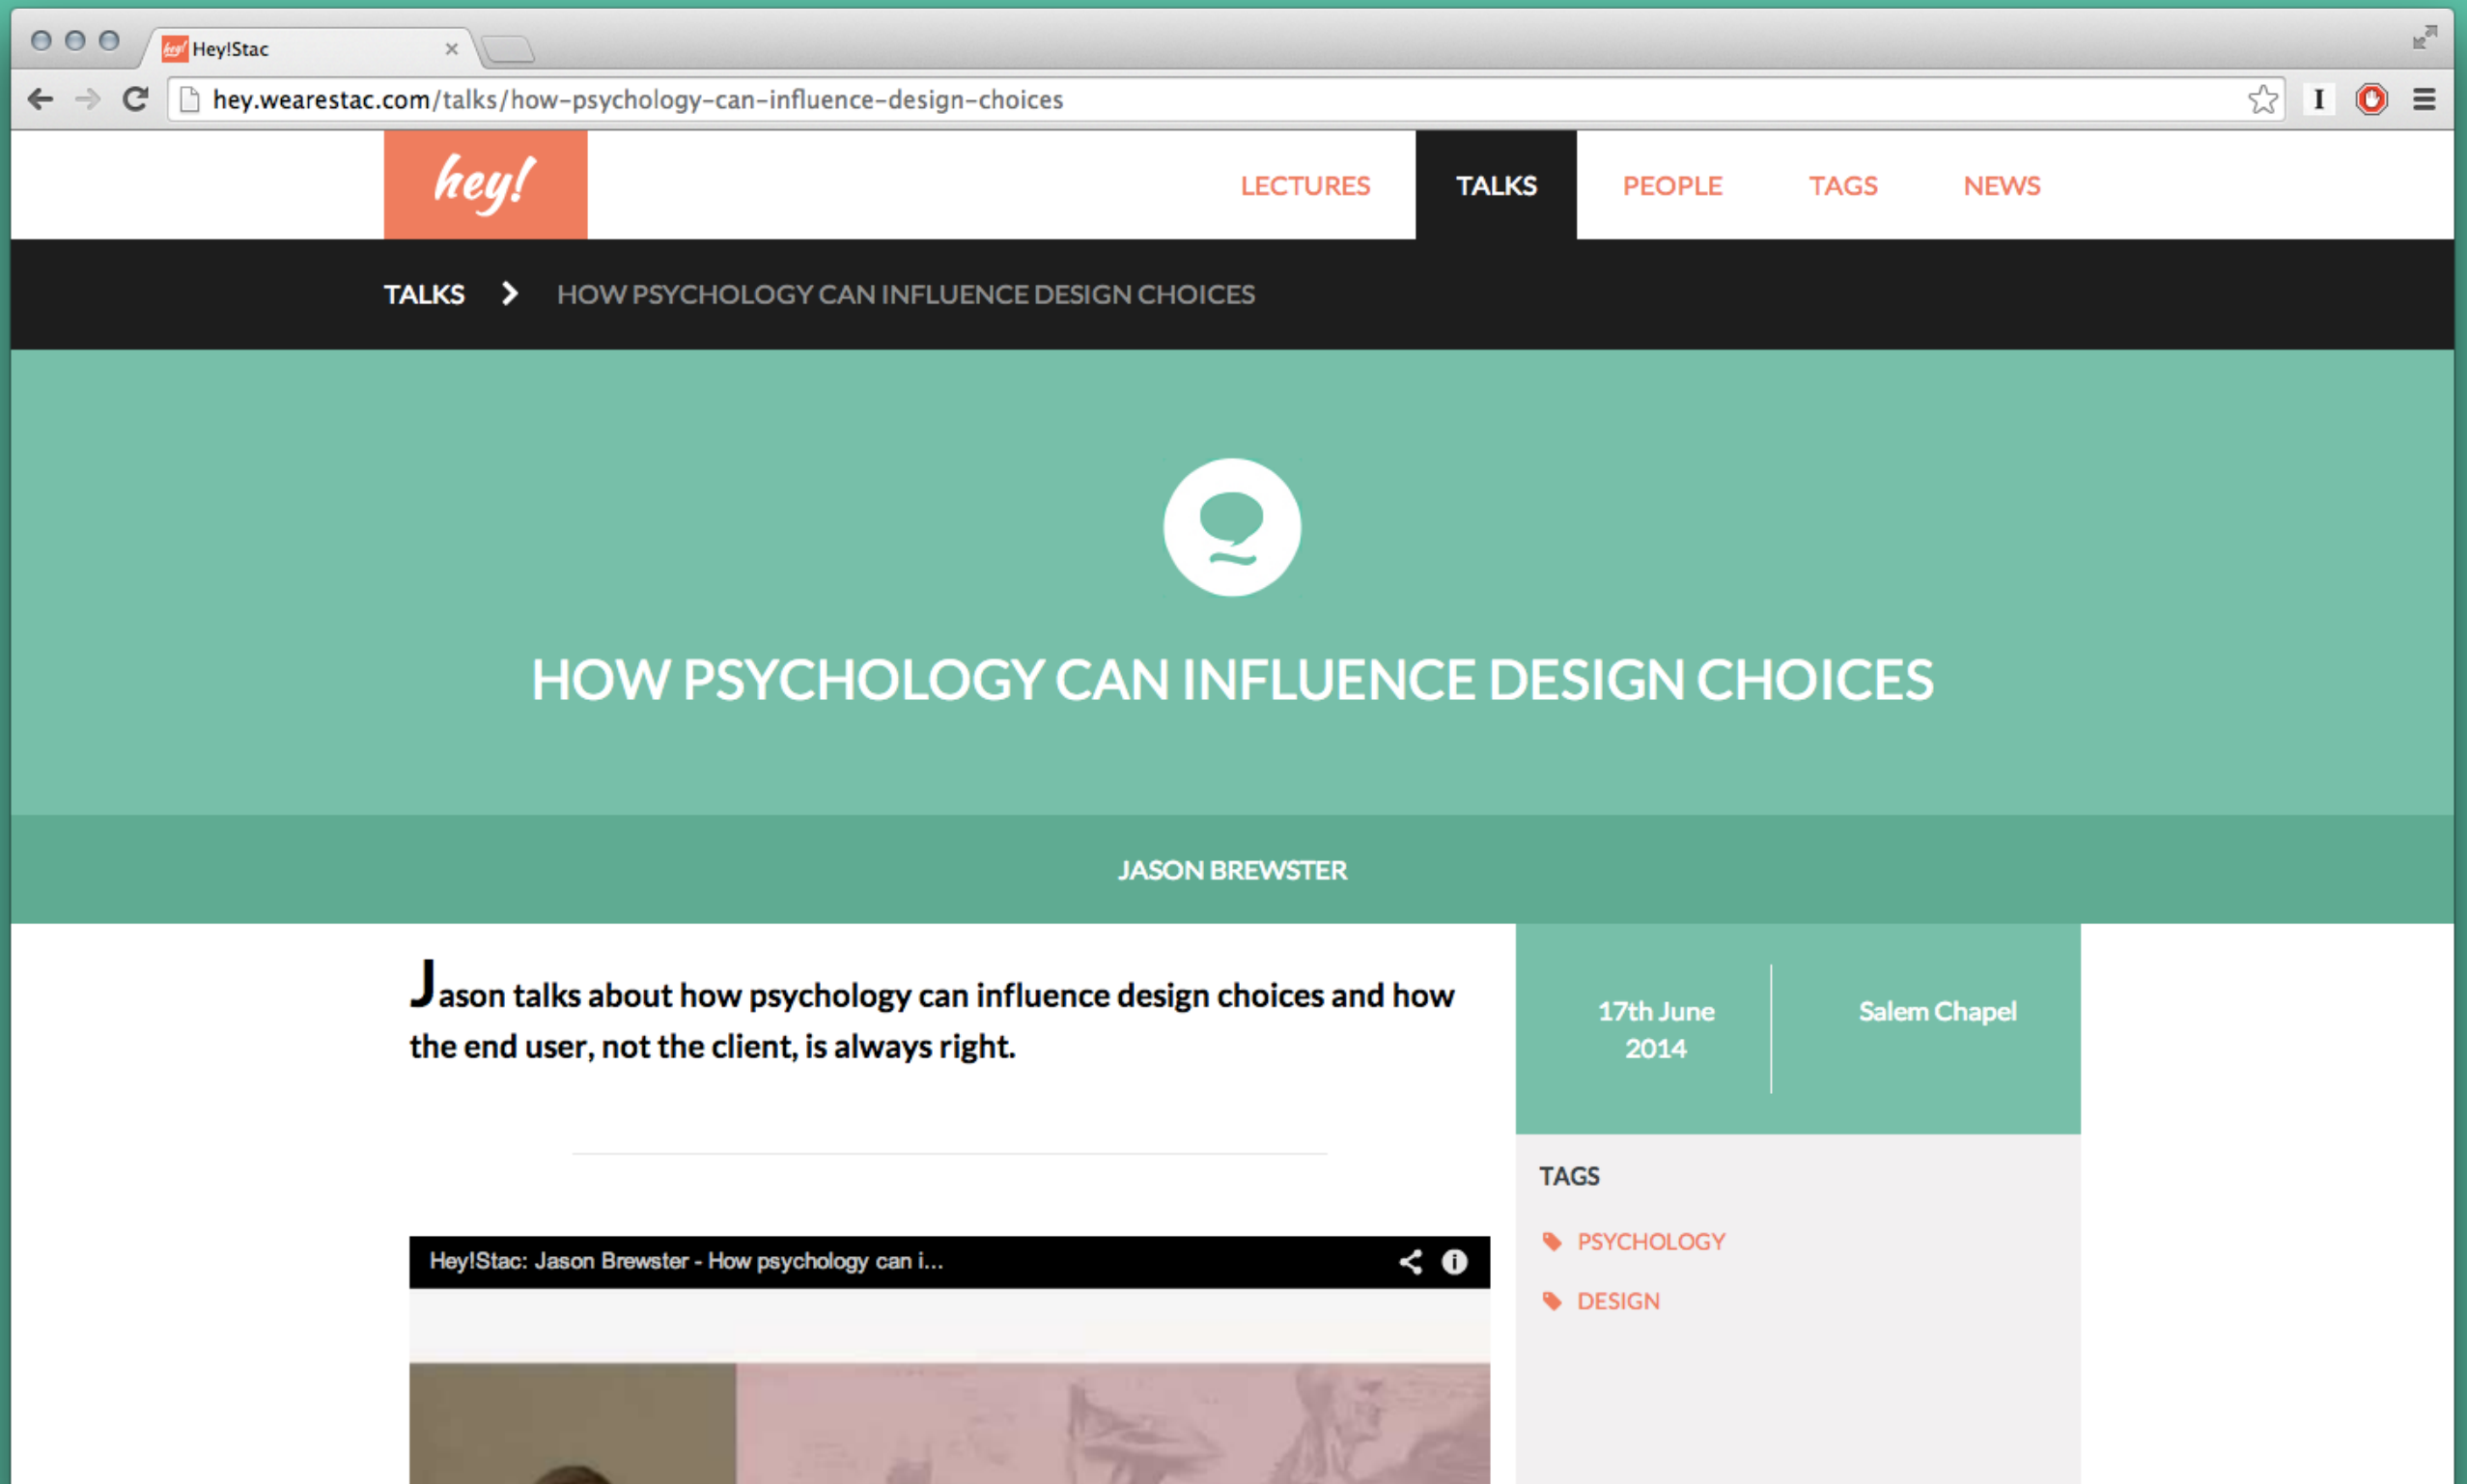 hey! Hey!Stac
hey.wearestac.com/talks/how-psychology-can-influence-design-choices
I
hey!
LECTURES TALKS PEOPLE TAGS NEWS
TALKS HOW PSYCHOLOGY CAN INFLUENCE DESIGN CHOICES
HOW PSYCHOLOGY CAN INFLUENCE DESIGN CHOICES
JASON BREWSTER
Jason talks about how psychology can influence design choices and how
the end user, not the client, is always right.
17th June
2014
Salem Chapel
TAGS
PSYCHOLOGY
DESIGN
Hey!Stac: Jason Brewster - How psychology can i...